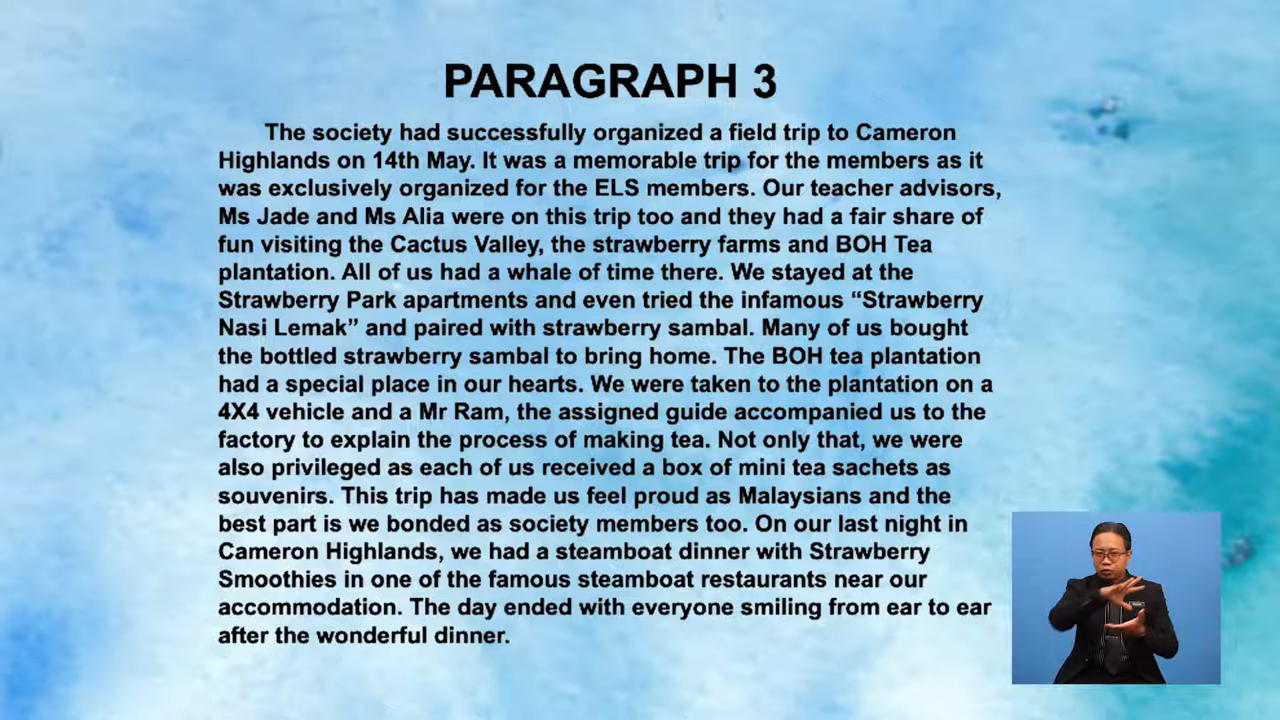 PARAGRAPH 3
The society had successfully organized a field trip to Cameron
Highlands on 14th May. It was a memorable trip for the members as it
was exclusively organized for the ELS members. Our teacher advisors,
Ms Jade and Ms Alia were on this trip too and they had a fair share of
fun visiting the Cactus Valley, the strawberry farms and BOH Tea
plantation. All of us had a whale of time there. We stayed at the
Strawberry Park apartments and even tried the infamous “Strawberry
Nasi Lemak” and paired with strawberry sambal. Many of us bought
the bottled strawberry sambal to bring home. The BOH tea plantation
had a special place in our hearts. We were taken to the plantation on a
4X4 vehicle and a Mr Ram, the assigned guide accompanied us to the
factory to explain the process of making tea. Not only that, we were
also privileged as each of us received a box of mini tea sachets as
souvenirs. This trip has made us feel proud as Malaysians and the
best part is we bonded as society members too. On our last night in
Cameron Highlands, we had a steamboat dinner with Strawberry
Smoothies in one of the famous steamboat restaurants near our
accommodation. The day ended with everyone smiling from ear to ear
after the wonderful dinner.